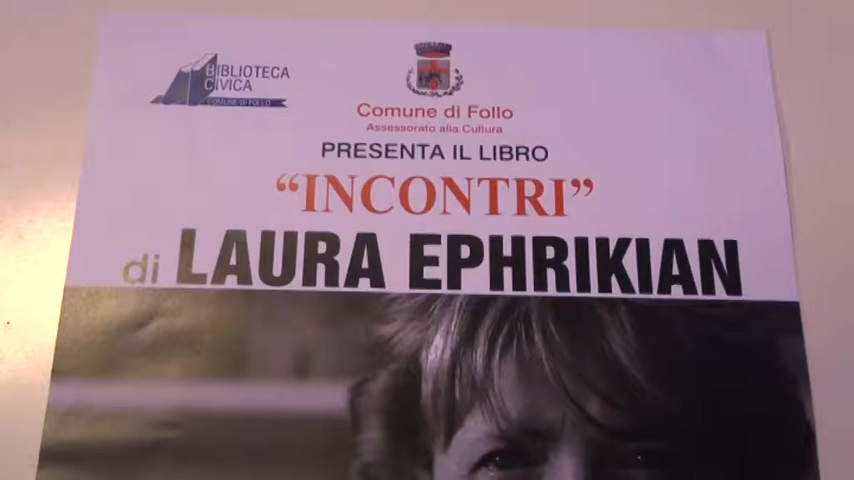 BIBLIOTECA
CIVICA
COMUNE DI FOLLO
Comune di Follo
Assessorato alla Cultura
PRESENTA IL LIBRO
“INCONTRI”
di LAURA EPHRIKIAN